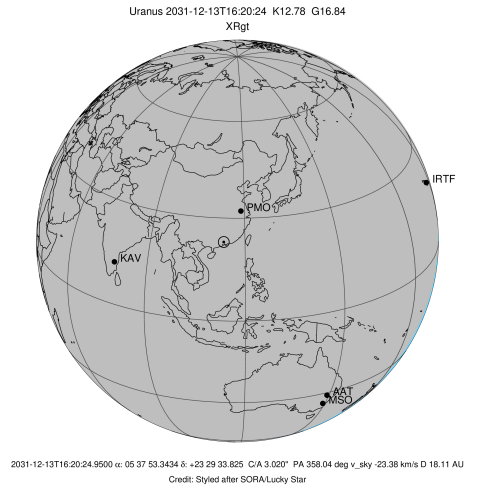 Uranus 2031-12-13T16:20:24 K12.78 G16.84
XRgt
IRTF
PMO
KAV
AAT
MSO
2031-12-13T16:20:24.9500 α: 05 37 53.3434 δ: +23 29 33.825 C/A 3.020" PA 358.04 deg v_sky -23.38 km/s D 18.11 AU
Credit: Styled after SORA/Lucky Star